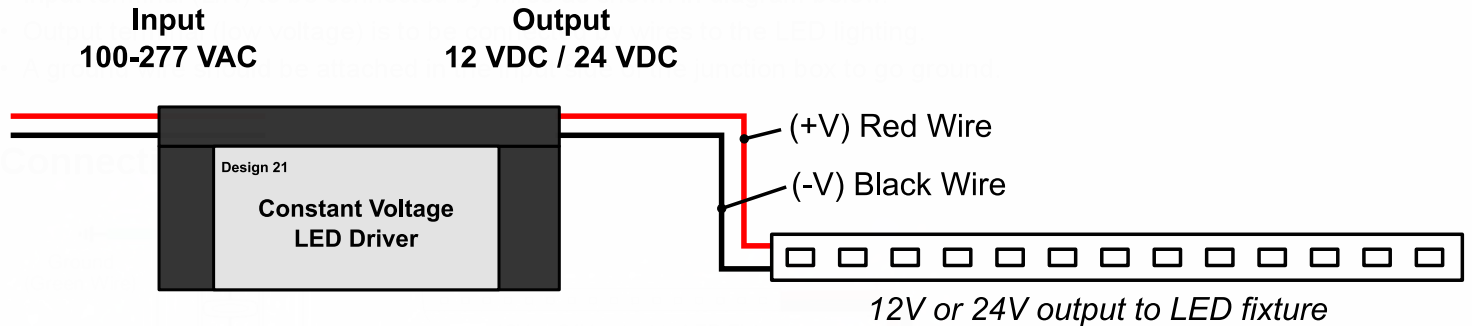 Input
100-277 VAC
Output
12 VDC / 24 VDC
(+V) Red Wire
(-V) Black Wire
Design 21
Constant Voltage
LED Driver
12V or 24V output to LED fixture